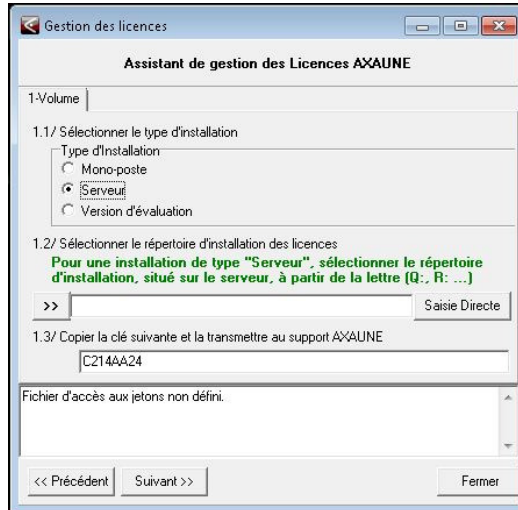 Gestion des licences
Assistant de gestion des Licences AXAUNE
1-Volume
1.1/ Sélectionner le type d'installation
Type d'Installation
Mono-poste
Serveur
Version d'évaluation
1.2/ Sélectionner le répertoire d'installation des licences
Pour une installation de type "Serveur", sélectionner le répertoire
d'installation, situé sur le serveur, à partir de la lettre (Q:, R: ...)
>> Saisie Directe
1.3/ Copier la clé suivante et la transmettre au support AXAUNE
C214AA24
Fichier d'accès aux jetons non défini.
<< Précédent Suivant >> Fermer